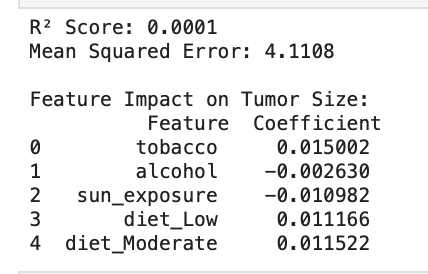 R² Score: 0.0001
Mean Squared Error: 4.1108
Feature Impact on Tumor Size:
Feature Coefficient
0 tobacco 0.015002
1 alcohol -0.002630
2 sun_exposure -0.010982
3 diet_Low 0.011166
4 diet_Moderate 0.011522